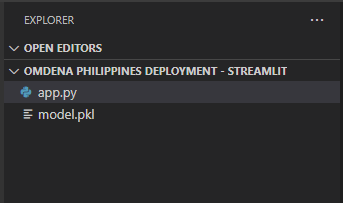 EXPLORER
OPEN EDITORS
OMDENA PHILIPPINES DEPLOYMENT - STREAMLIT
app.py
model.pkl